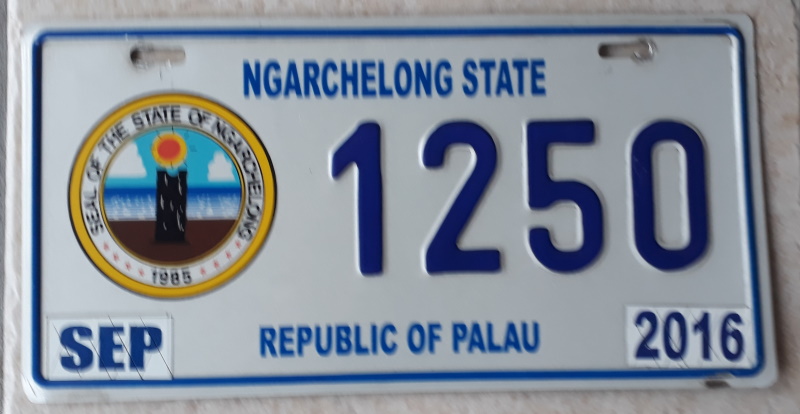 NGARCHELONG STATE
SEAL OF THE STATE OF NGARCHELONG
1985
1250
SEP
REPUBLIC OF PALAU
2016